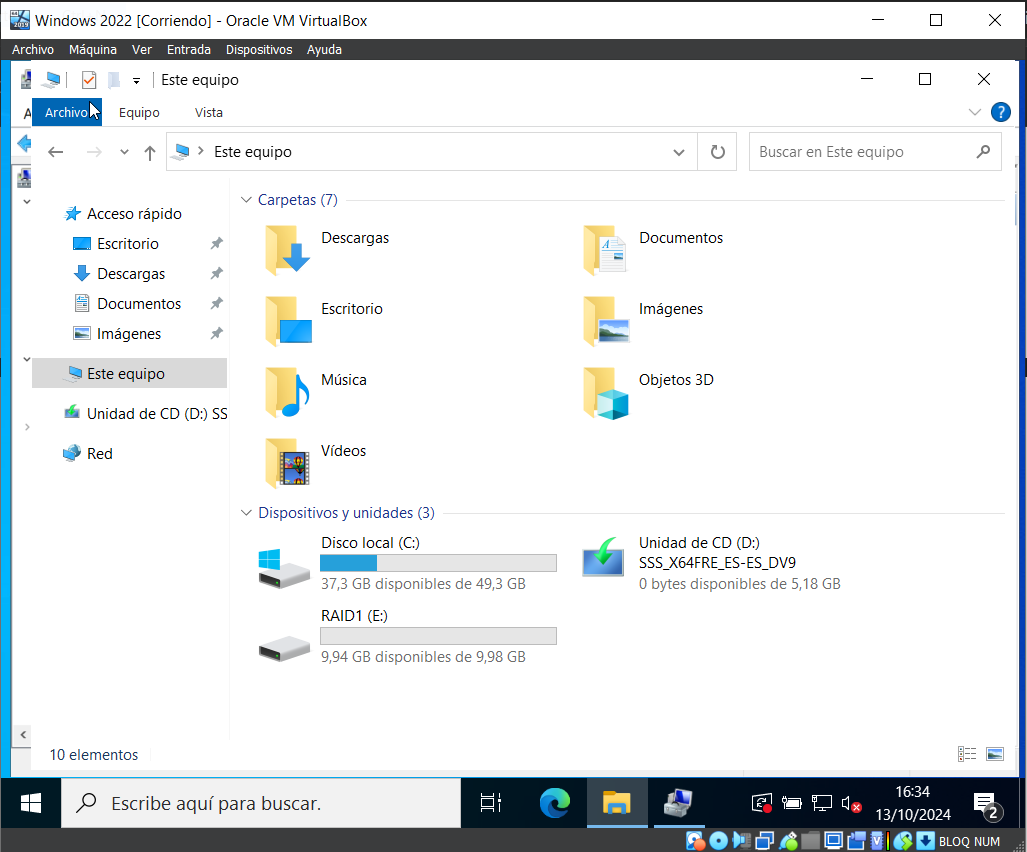 Windows 2022 [Corriendo] - Oracle VM VirtualBox
Archivo Máquina Ver Entrada Dispositivos Ayuda
Este equipo
A
Archivo Equipo Vista
?
Este equipo
Buscar en Este equipo
Acceso rápido
Escritorio
Descargas
Documentos
Imágenes
Este equipo
Unidad de CD (D:) SS
Red
Carpetas (7)
Descargas
Documentos
Escritorio
Imágenes
Música
Objetos 3D
Vídeos
Dispositivos y unidades (3)
Disco local (C:)
37,3 GB disponibles de 49,3 GB
Unidad de CD (D:)
SSS_X64FRE_ES-ES_DV9
0 bytes disponibles de 5,18 GB
RAID1 (E:)
9,94 GB disponibles de 9,98 GB
10 elementos
Escribe aquí para buscar.
16:34
13/10/2024
2
BLOQ NUM